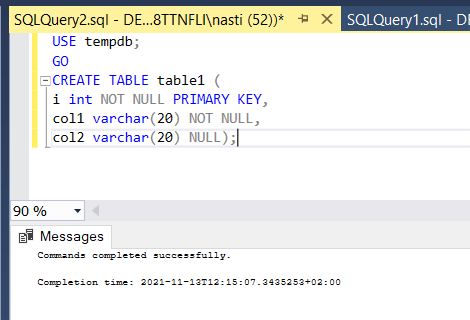 SQLQuery2.sql - DE...8TTNFLI\nasti (52))*
SQLQuery1.sql - DE
USE tempdb;
GO
CREATE TABLE table1 (
i int NOT NULL PRIMARY KEY,
col1 varchar(20) NOT NULL,
col2 varchar(20) NULL);
90 %
Messages
Commands completed successfully.
Completion time: 2021-11-13T12:15:07.3435253+02:00